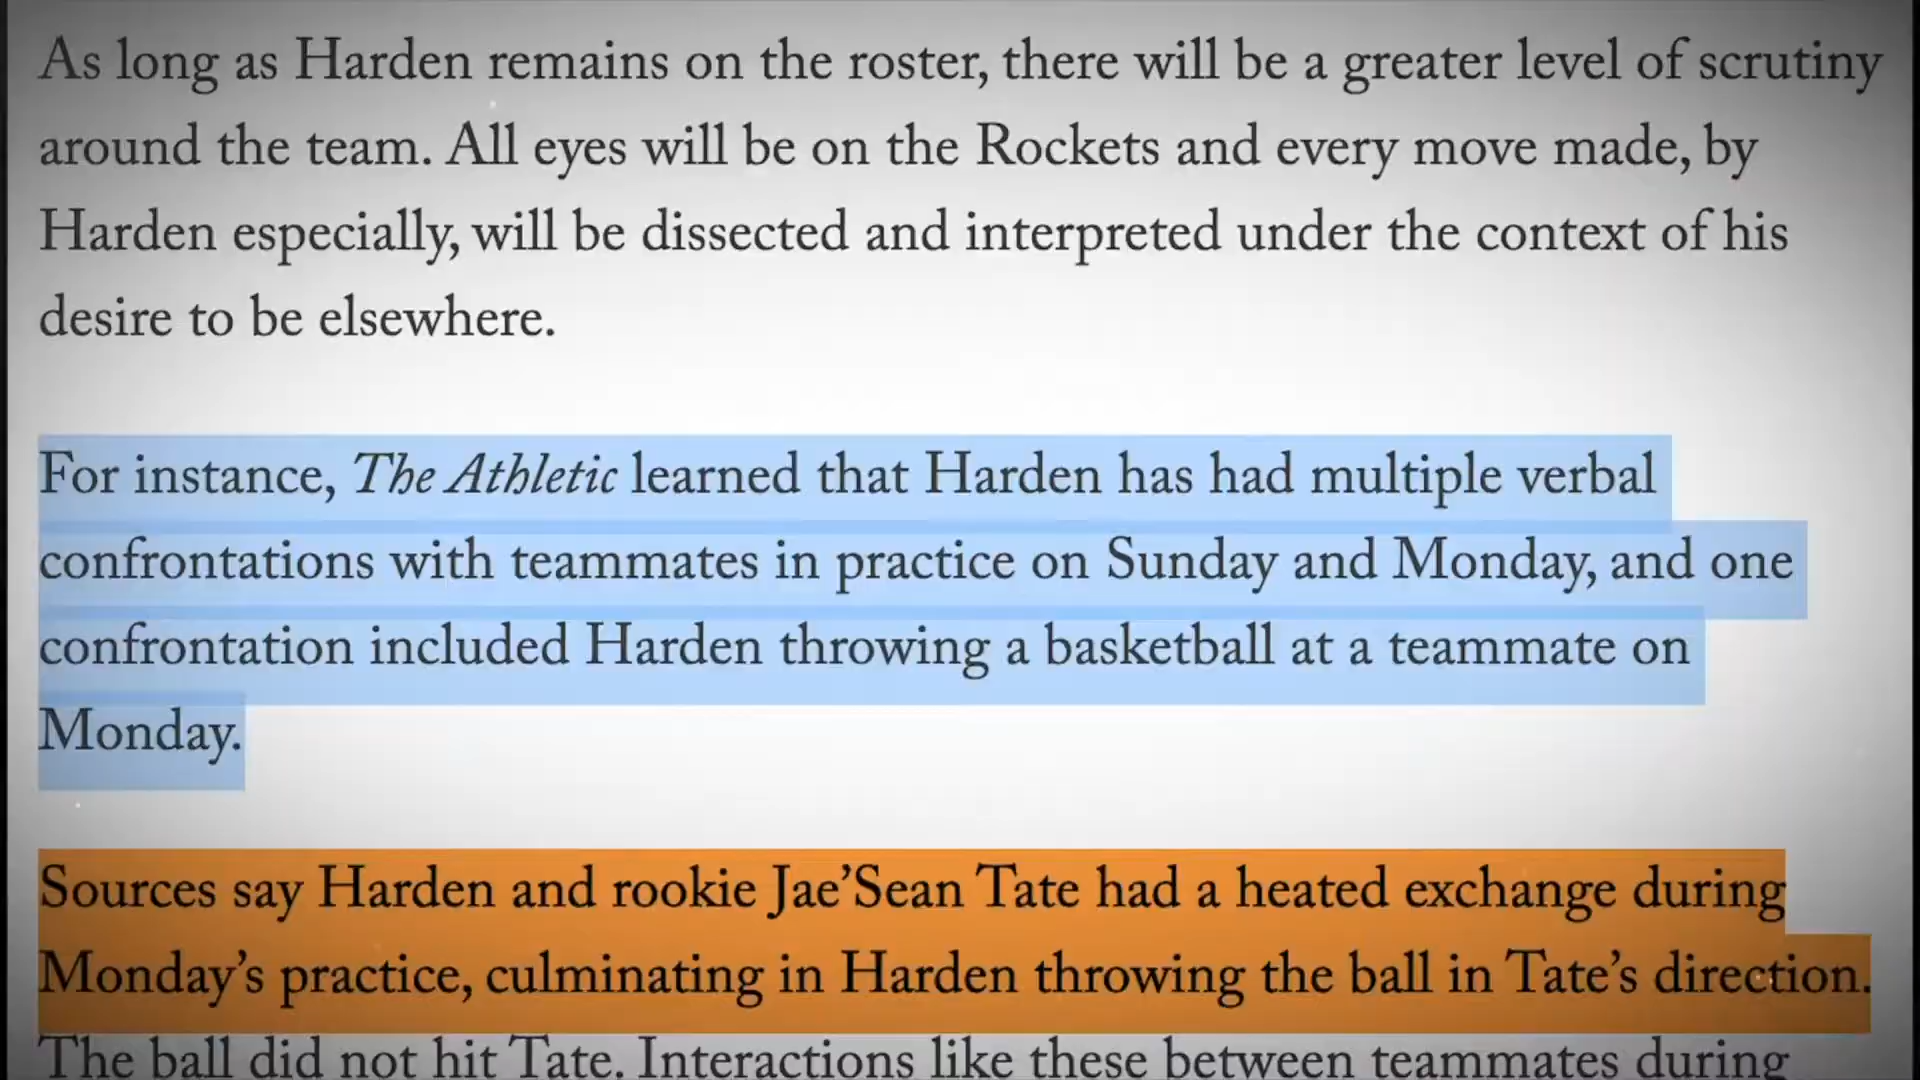 As long as Harden remains on the roster, there will be a greater level of scrutiny
around the team. All eyes will be on the Rockets and every move made, by
Harden especially, will be dissected and interpreted under the context of his
desire to be elsewhere.
For instance, The Athletic learned that Harden has had multiple verbal
confrontations with teammates in practice on Sunday and Monday, and one
confrontation included Harden throwing a basketball at a teammate on
Monday.
Sources say Harden and rookie Jae’Sean Tate had a heated exchange during
Monday’s practice, culminating in Harden throwing the ball in Tate’s direction.
The ball did not hit Tate. Interactions like these between teammates during